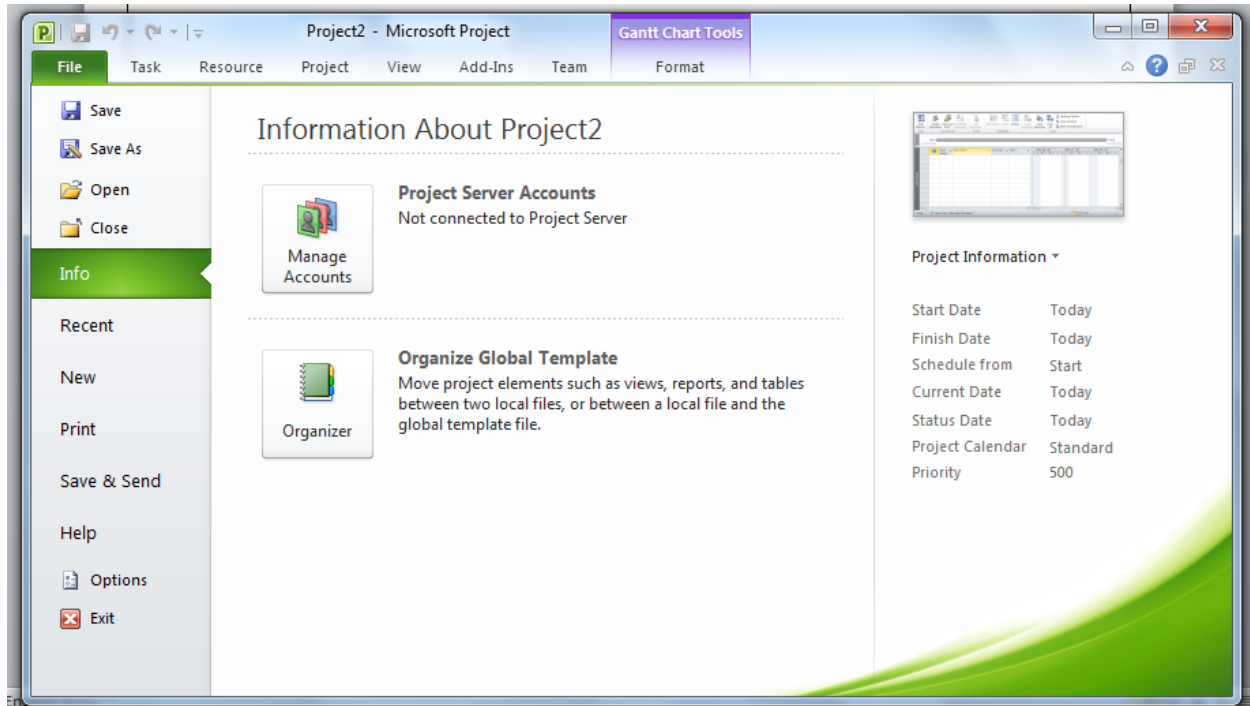 Project2 - Microsoft Project
Gantt Chart Tools
File Task Resource Project View Add-Ins Team Format
Save
Save As
Open
Close
Info
Recent
New
Print
Save & Send
Help
Options
Exit
Information About Project2
Manage
Accounts
Project Server Accounts
Not connected to Project Server
Organizer
Organize Global Template
Move project elements such as views, reports, and tables
between two local files, or between a local file and the
global template file.
Project Information
Start Date Today
Finish Date Today
Schedule from Start
Current Date Today
Status Date Today
Project Calendar Standard
Priority 500